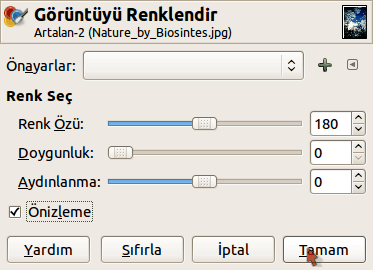 Görüntüyü Renklendir
Artalan-2 (Nature_by_Biosintes.jpg)
Önayarlar:
Renk Seç
Renk Özü: 180
Doygunluk: 0
Aydınlanma: 0
Önizleme
Yardım Sıfırla İptal Tamam